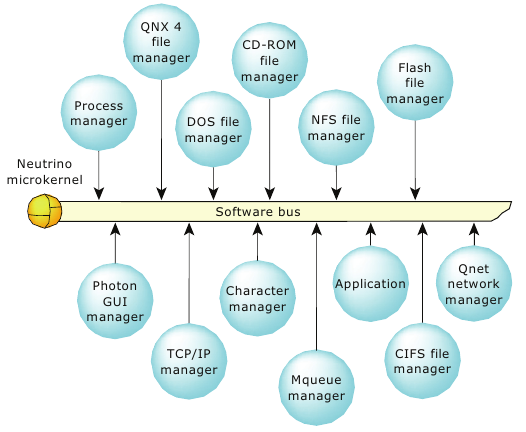 QNX 4
file
manager
CD-ROM
file
manager
Flash
file
manager
Process
manager
DOS file
manager
NFS file
manager
Neutrino
microkernel
Software bus
Photon
GUI
manager
Character
manager
Application
Qnet
network
manager
TCP/IP
manager
Mqueue
manager
CIFS file
manager